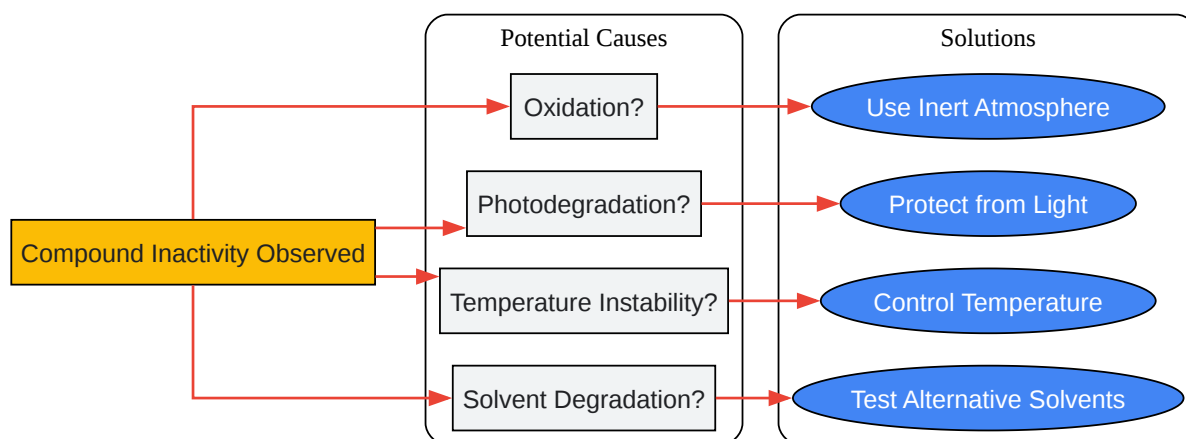 Potential Causes
Solutions
Oxidation?
Use Inert Atmosphere
Photodegradation?
Protect from Light
Compound Inactivity Observed
Temperature Instability?
Control Temperature
Solvent Degradation?
Test Alternative Solvents